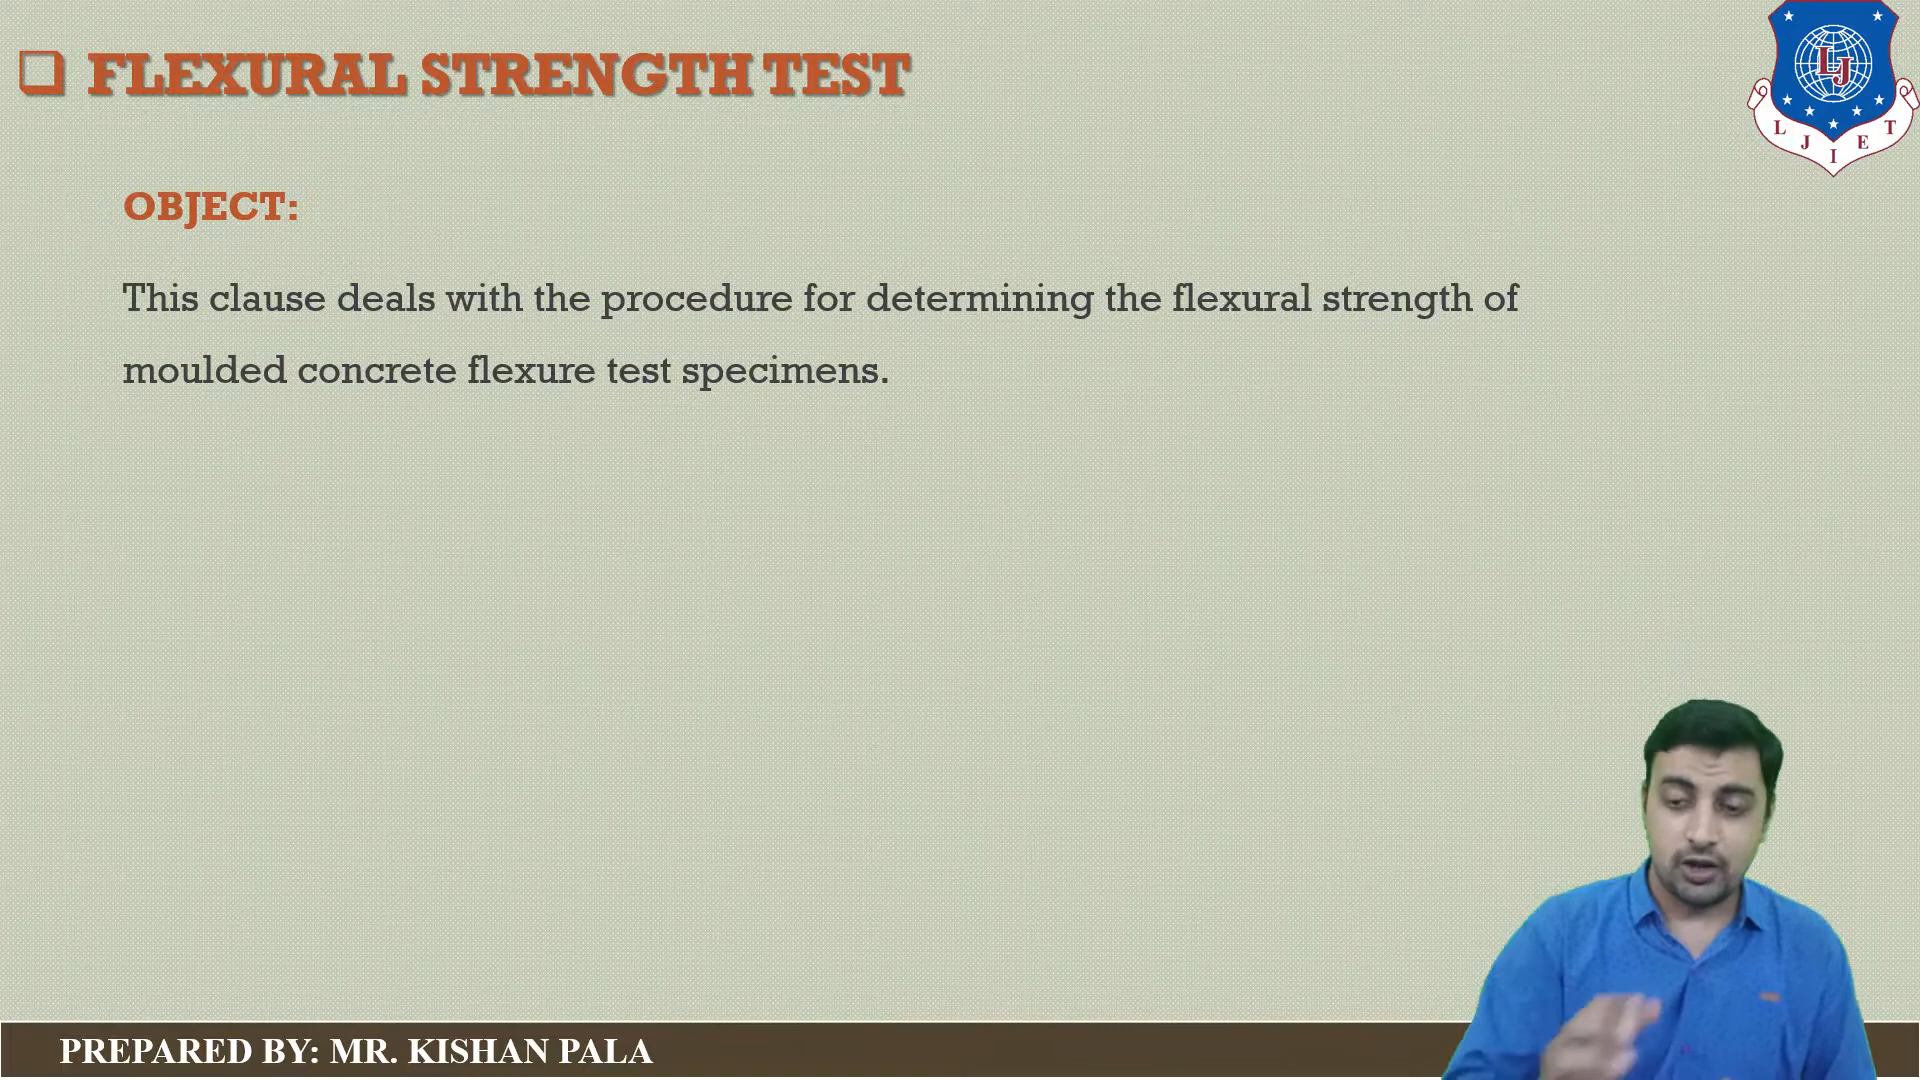 FLEXURAL STRENGTH TEST
LJ
L J I E T
OBJECT:
This clause deals with the procedure for determining the flexural strength of
moulded concrete flexure test specimens.
PREPARED BY: MR. KISHAN PALA